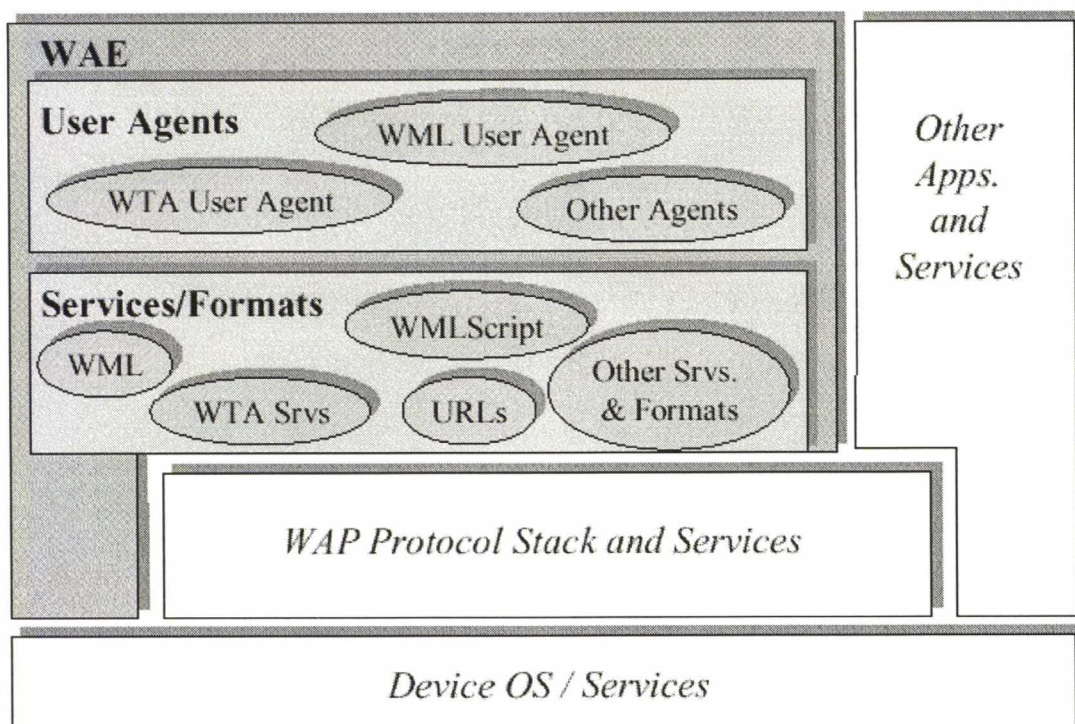 WAE
User Agents
WML User Agent
WTA User Agent
Other Agents
Services/Formats
WMLScript
WML
WTA Srvs
URLs
Other Srvs.
& Formats
Other
Apps.
and
Services
WAP Protocol Stack and Services
Device OS / Services